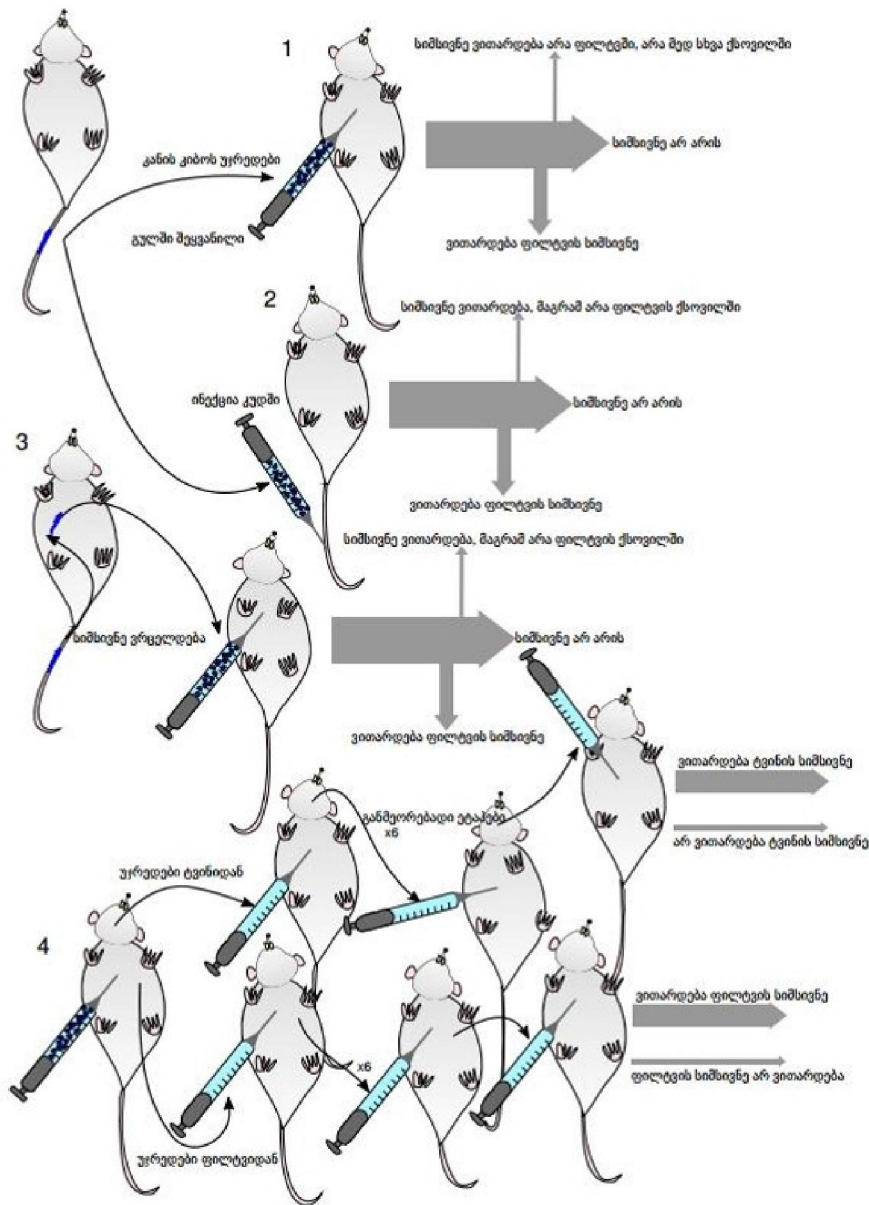 1
სიმსივნე ვითარდება არა ფილტვში, არა მედ სხვა ქსოვილში
კანის კიბოს უჯრედები
სიმსივნე არ არის
გულში შეყვანილი
ვითარდება ფილტვის სიმსივნე
2
სიმსივნე ვითარდება, მაგრამ არა ფილტვის ქსოვილში
ინექცია კუდში
სიმსივნე არ არის
3
ვითარდება ფილტვის სიმსივნე
სიმსივნე ვითარდება, მაგრამ არა ფილტვის ქსოვილში
სიმსივნე ვრცელდება
სიმსივნე არ არის
ვითარდება ფილტვის სიმსივნე
ვითარდება ტვინის სიმსივნე
განმეორებადი ეტაპები
x6
არ ვითარდება ტვინის სიმსივნე
უჯრედები ტვინიდან
4
ვითარდება ფილტვის სიმსივნე
x6
ფილტვის სიმსივნე არ ვითარდება
უჯრედები ფილტვიდან